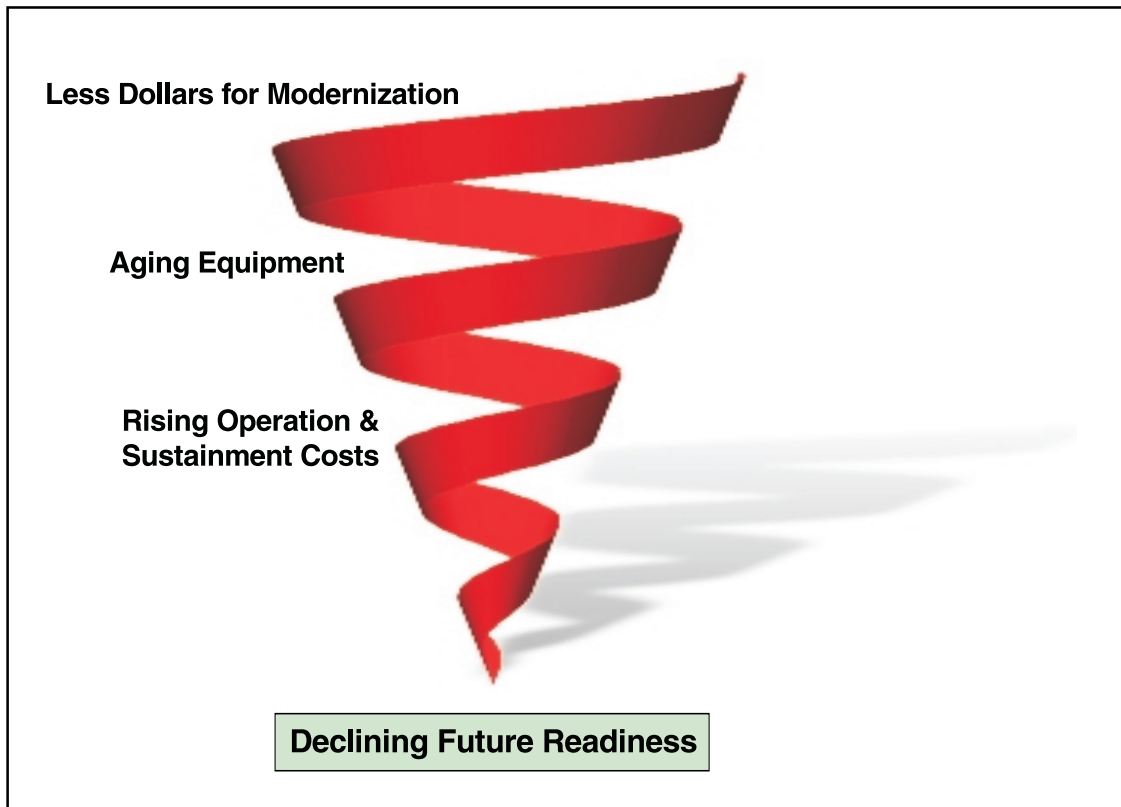 Less Dollars for Modernization
Aging Equipment
Rising Operation &
Sustainment Costs
Declining Future Readiness